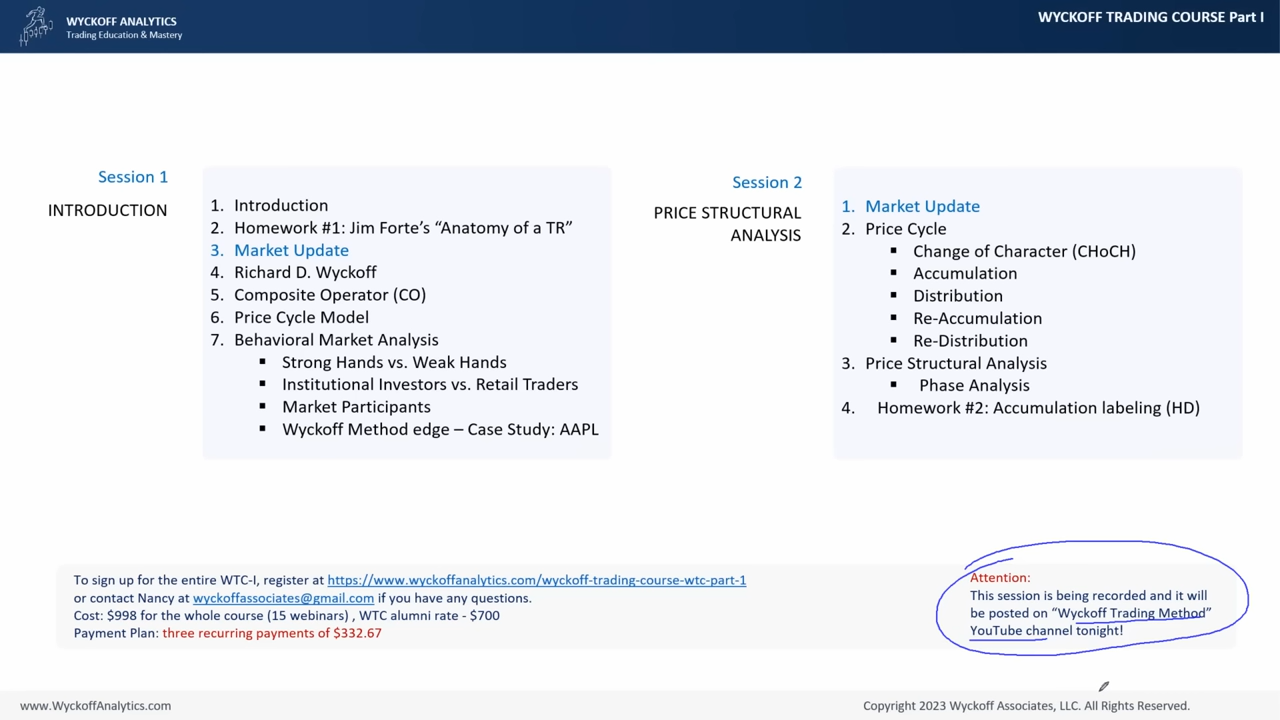 WYCKOFF ANALYTICS
Trading Education & Mastery
WYCKOFF TRADING COURSE Part I
Session 1
INTRODUCTION
1. Introduction
2. Homework #1: Jim Forte's “Anatomy of a TR”
3. Market Update
4. Richard D. Wyckoff
5. Composite Operator (CO)
6. Price Cycle Model
7. Behavioral Market Analysis
▪ Strong Hands vs. Weak Hands
▪ Institutional Investors vs. Retail Traders
▪ Market Participants
▪ Wyckoff Method edge – Case Study: AAPL
Session 2
PRICE STRUCTURAL
ANALYSIS
1. Market Update
2. Price Cycle
▪ Change of Character (CHoCH)
▪ Accumulation
▪ Distribution
▪ Re-Accumulation
▪ Re-Distribution
3. Price Structural Analysis
▪ Phase Analysis
4. Homework #2: Accumulation labeling (HD)
To sign up for the entire WTC-I, register at https://www.wyckoffanalytics.com/wyckoff-trading-course-wtc-part-1
or contact Nancy at wyckoffassociates@gmail.com if you have any questions.
Cost: $998 for the whole course (15 webinars) , WTC alumni rate - $700
Payment Plan: three recurring payments of $332.67
Attention:
This session is being recorded and it will
be posted on “Wyckoff Trading Method”
YouTube channel tonight!
www.WyckoffAnalytics.com
Copyright 2023 Wyckoff Associates, LLC. All Rights Reserved.